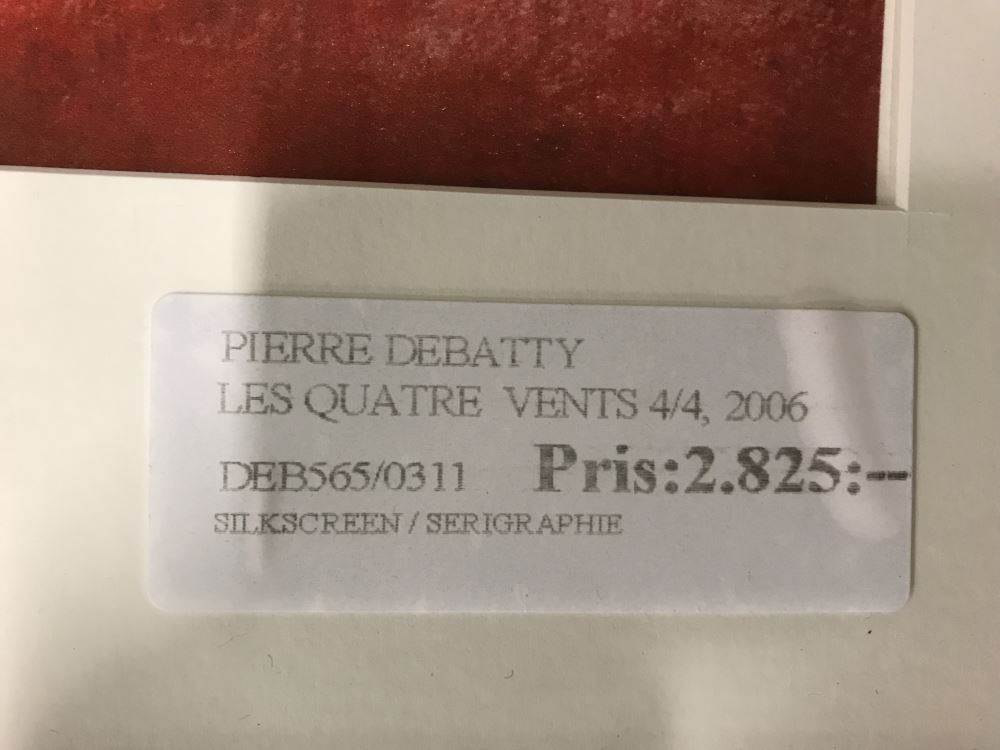 PIERRE DEBATTY
LES QUATRE VENTS 4/4, 2006
DEB565/0311 Pris:2.825:--
SILKSCREEN / SERIGRAPHIE